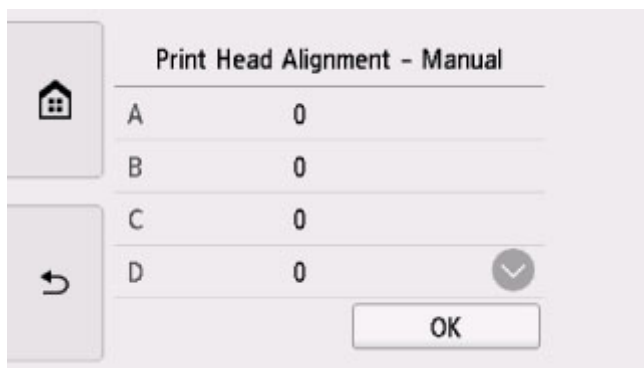 Print Head Alignment - Manual
A 0
B 0
C 0
D 0
OK